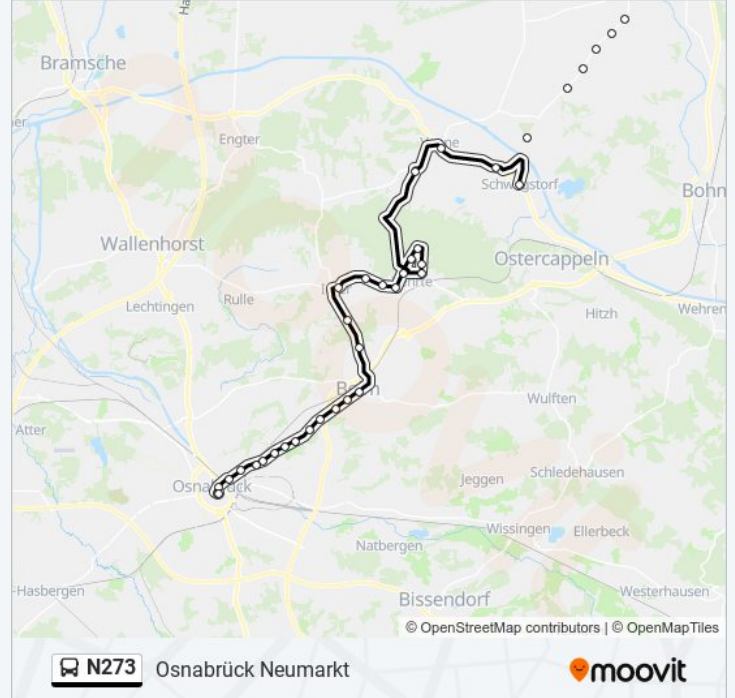 Bramsche
Engter
Schwagstorf
Bohm
Wallenhorst
Ostercappeln
Lechtingen
Rulle
Hitzh
Wehren
Wulften
Atter
Osnabrück
Jeggen
Schledehausen
Wissingen
Ellerbeck
Natbergen
-Hasbergen
Westerhausen
Bissendorf
© OpenStreetMap contributors | © OpenMapTiles
N273 Osnabrück Neumarkt
moovit